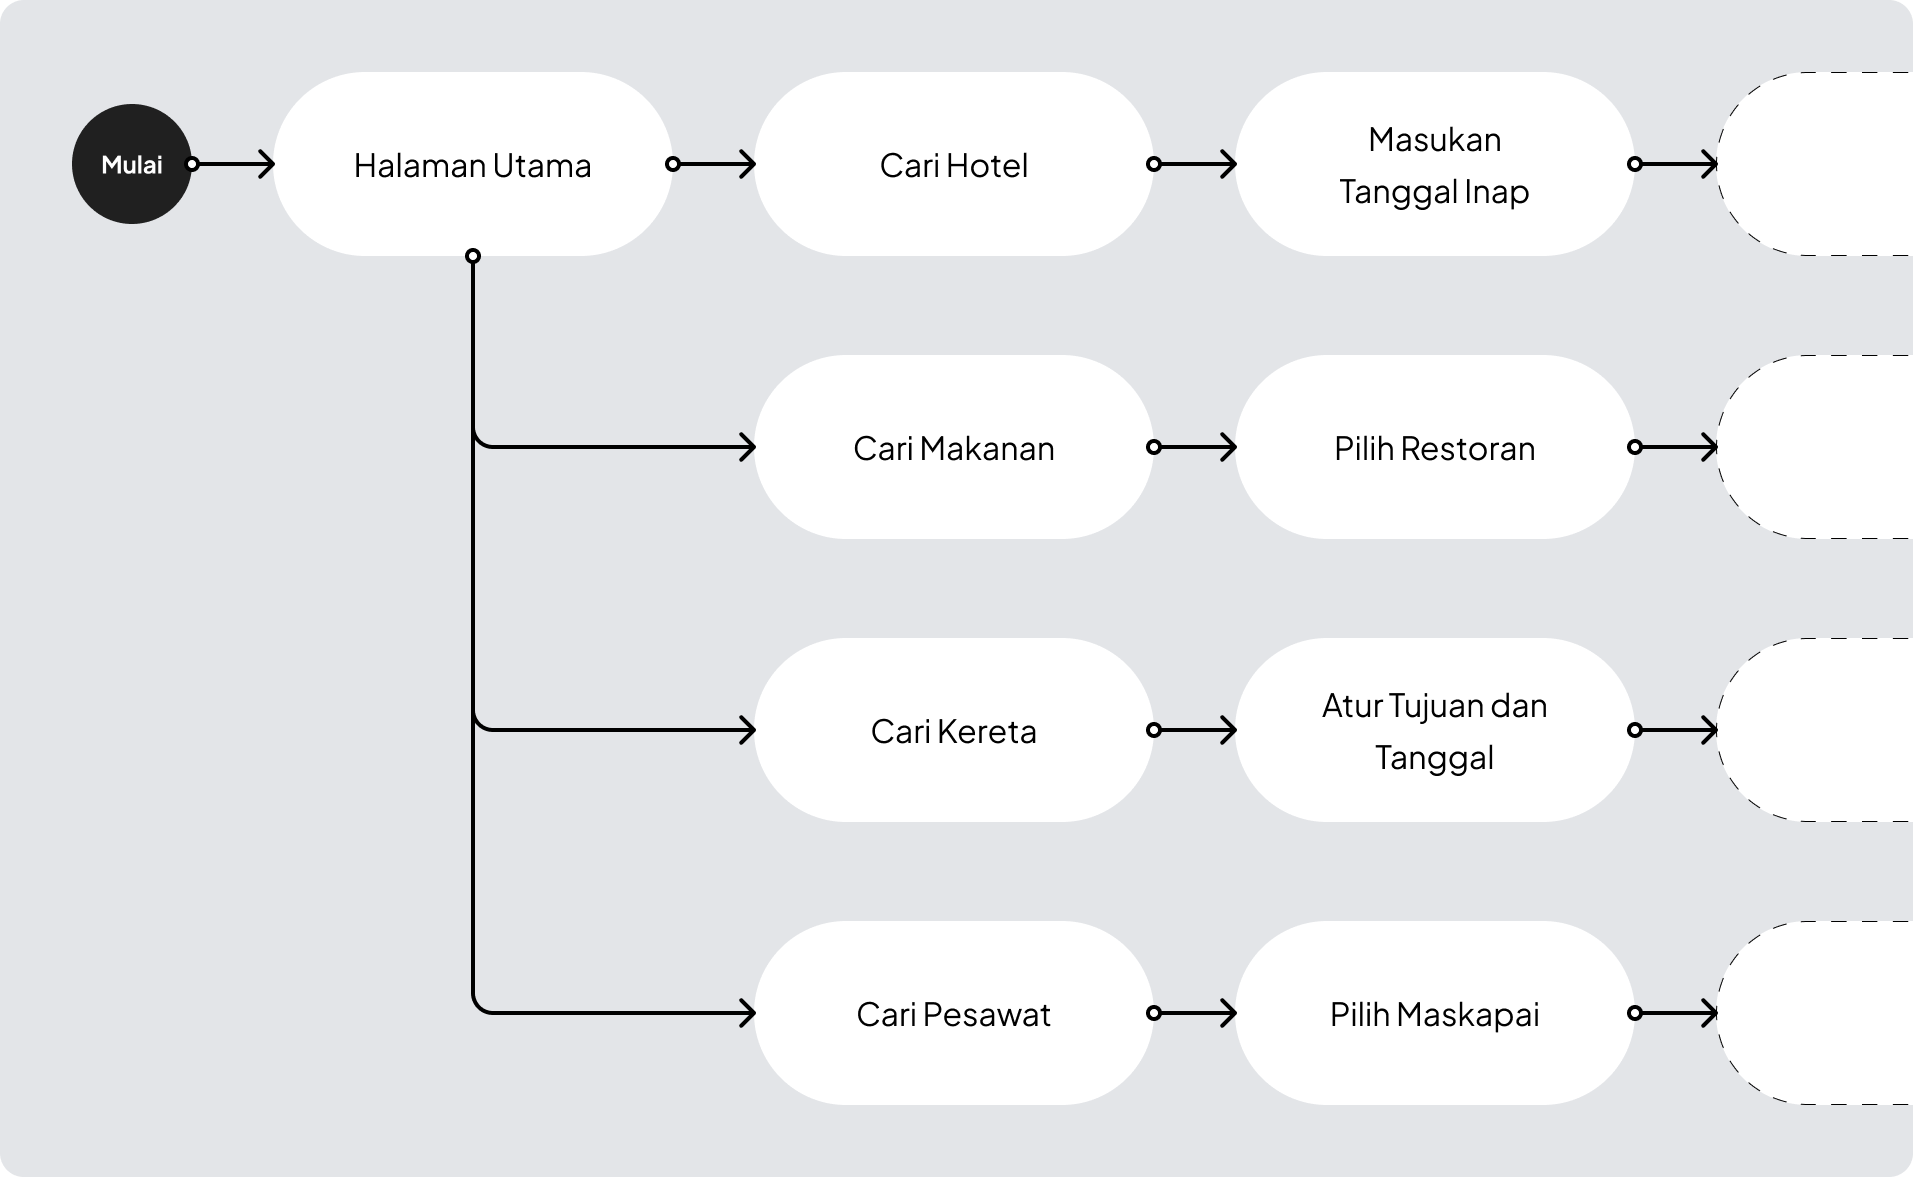 Mulai
Halaman Utama
Cari Hotel
Masukan
Tanggal Inap
Cari Makanan
Pilih Restoran
Cari Kereta
Atur Tujuan dan
Tanggal
Cari Pesawat
Pilih Maskapai